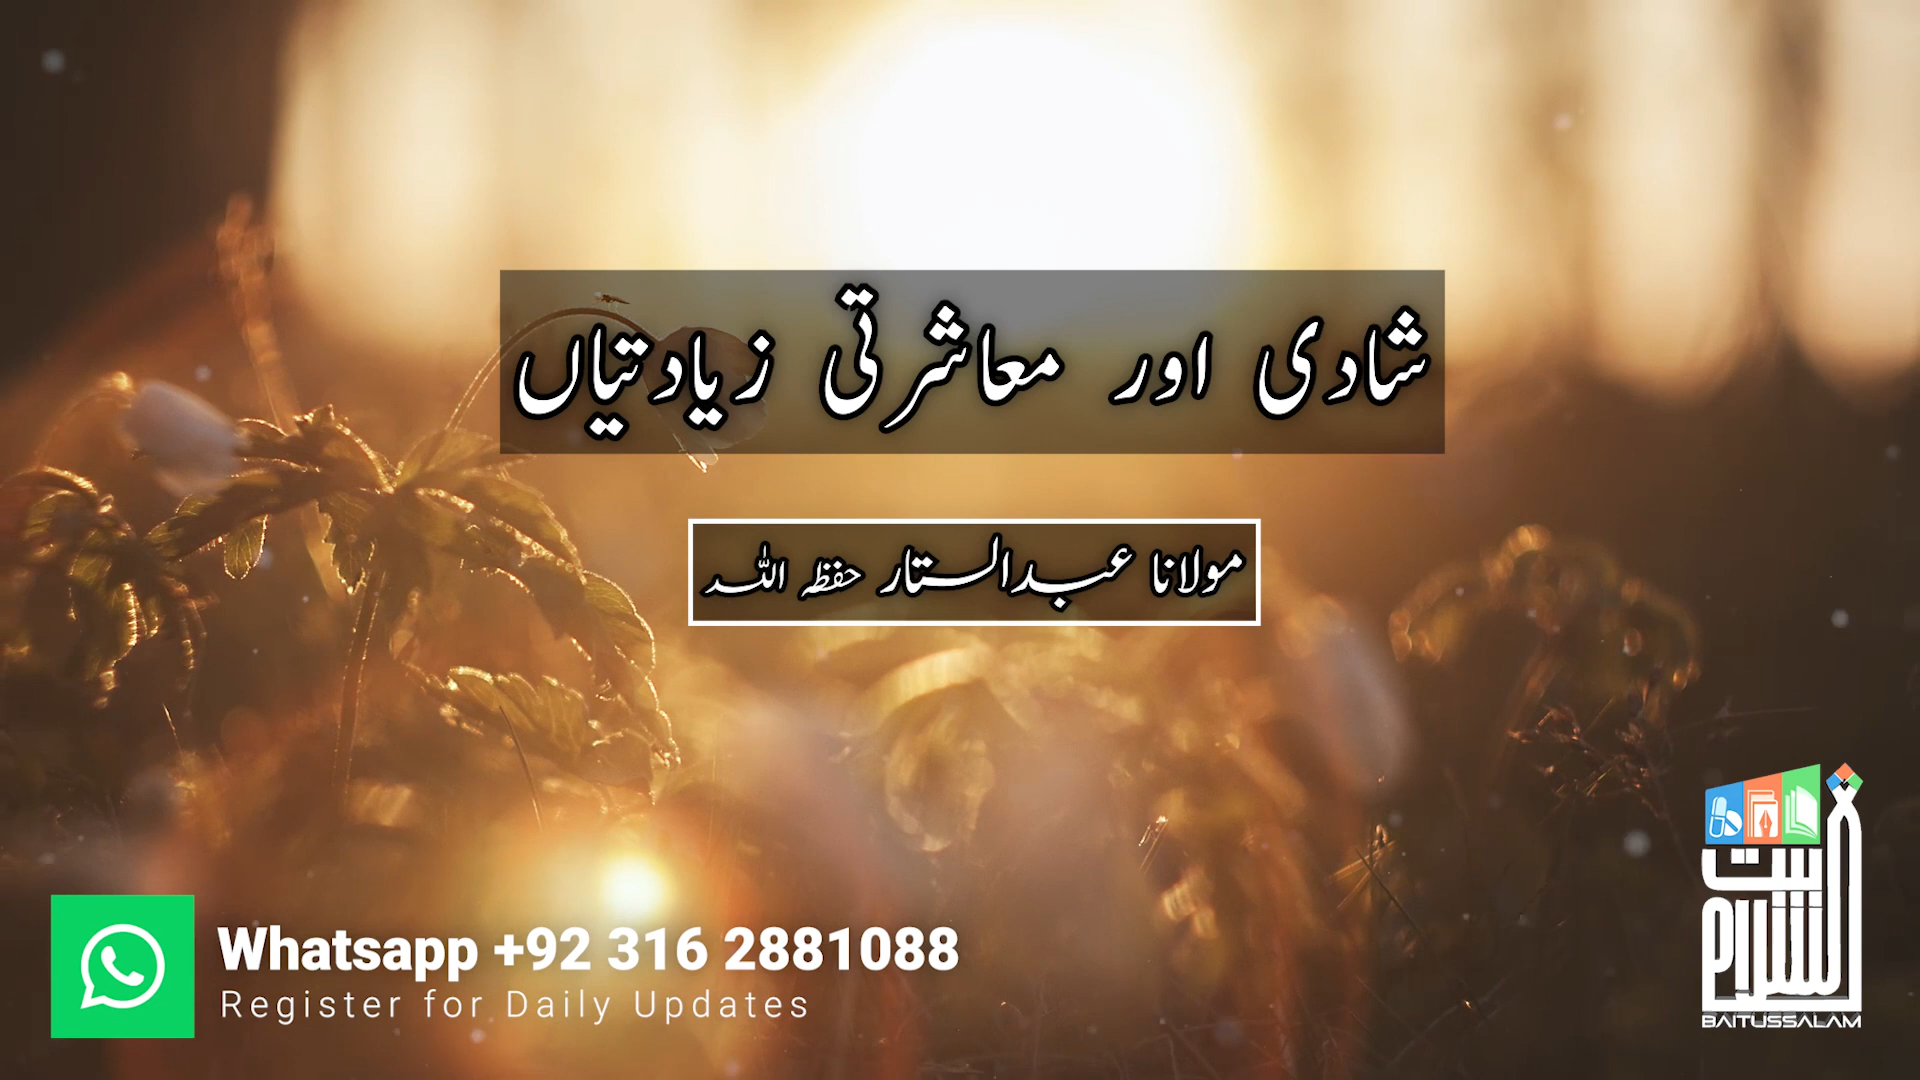 شادی اور معاشرتی زیادتیاں
مولانا عبدالستار حفظہ اللہ
Whatsapp +92 316 2881088
Register for Daily Updates
بیت السلام
BAITUSSALAM